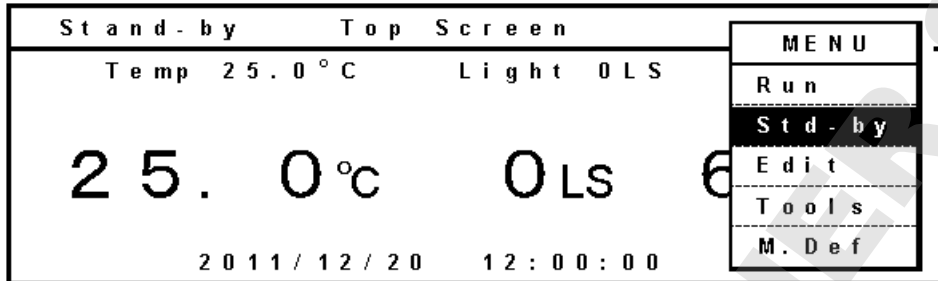 Stand-by Top Screen
MENU
Temp 25.0°C Light 0LS
Run
Std-by
25.0°C 0LS 6
Edit
Tools
M. Def
2011/12/20 12:00:00